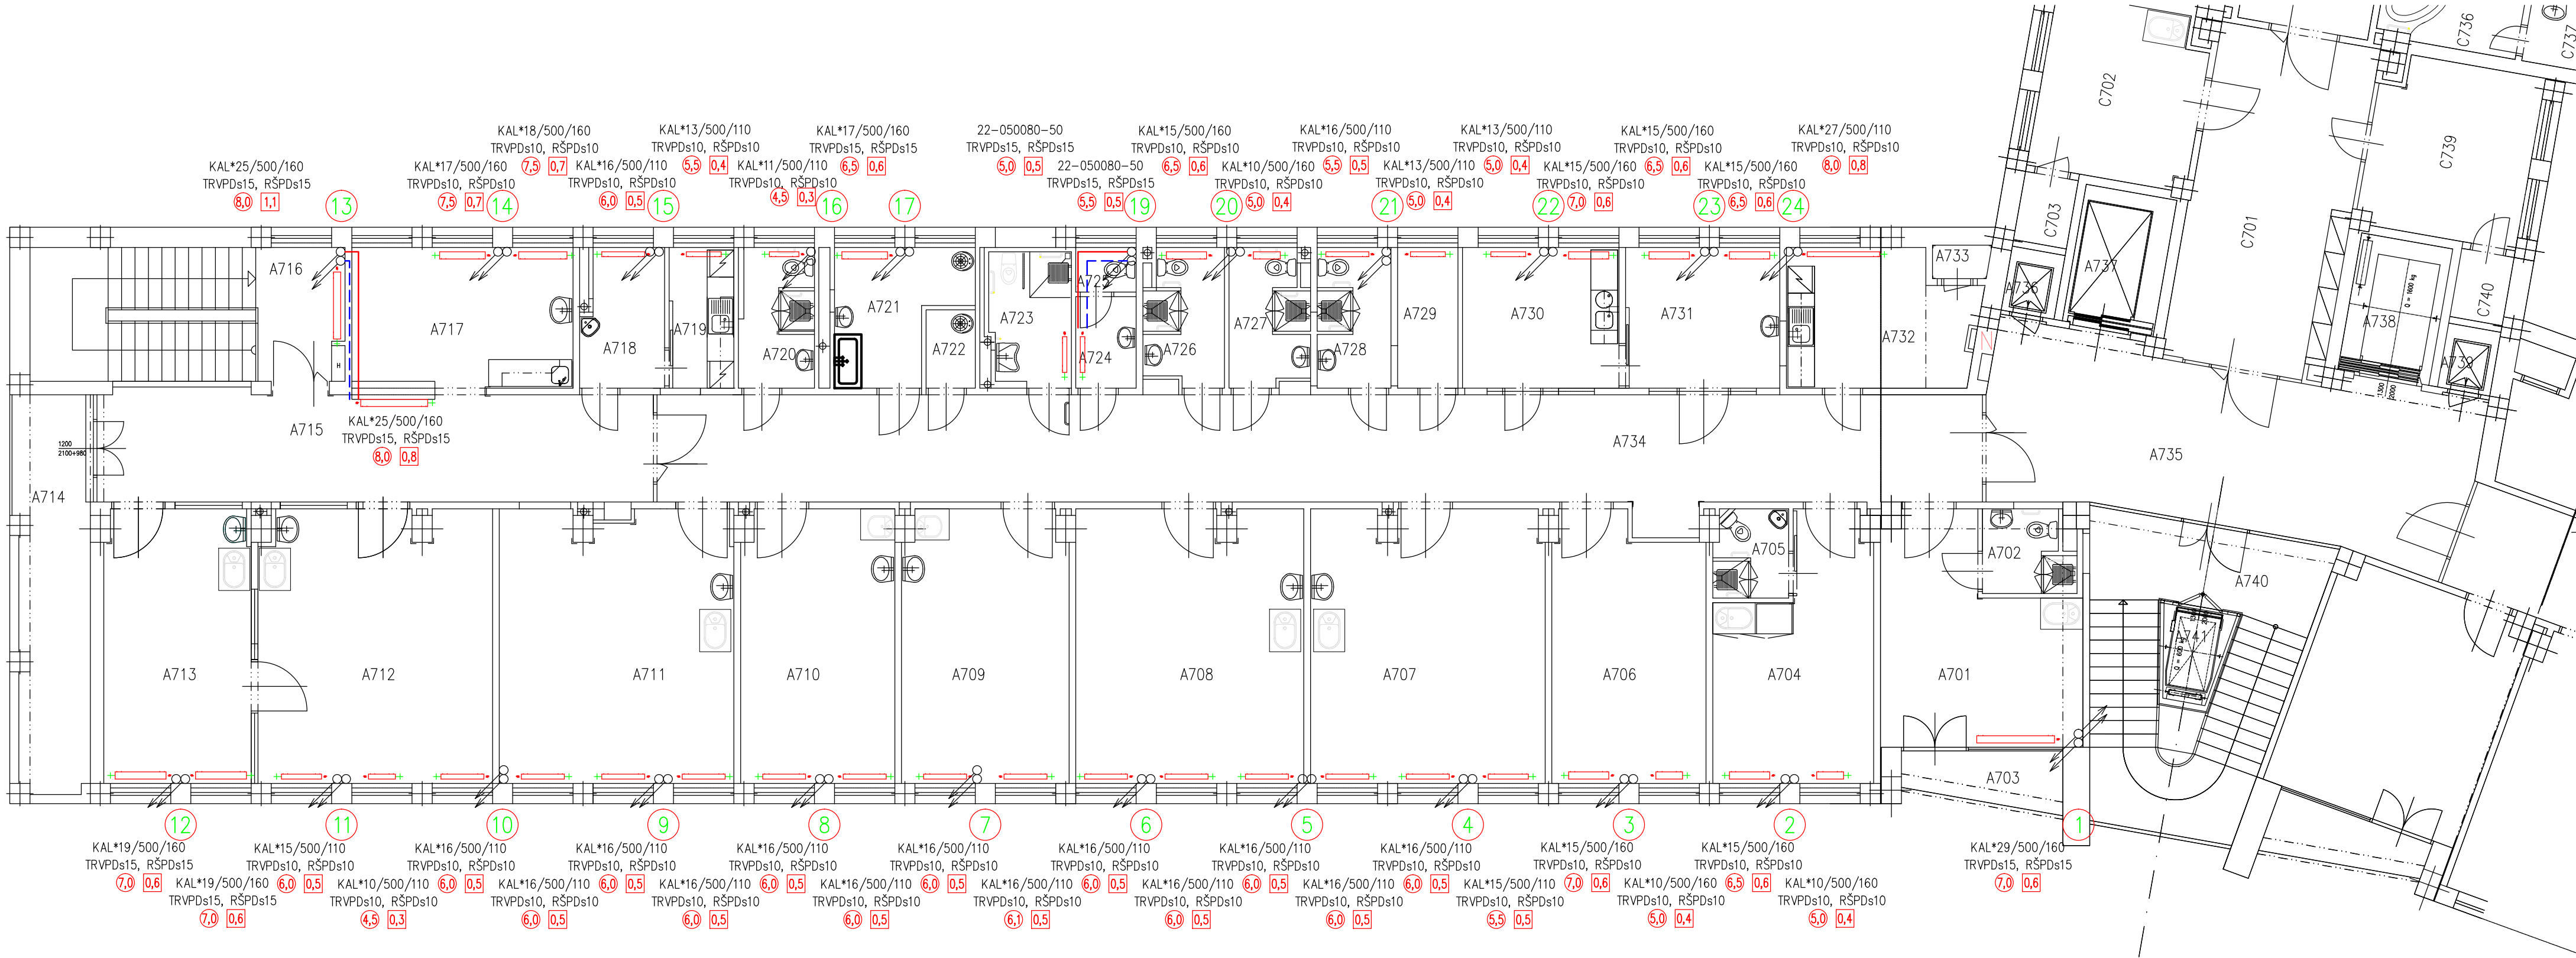 C736
C737
C702
C739
C703
C701
A737
A736
Q = 1600 kg
A738
C740
A739
1300
2000
KAL*25/500/160
TRVPDs15, RŠPDs15
8,0 1,1
KAL*17/500/160
TRVPDs10, RŠPDs10
7,5 0,7
KAL*18/500/160
TRVPDs10, RŠPDs10
7,5 0,7
KAL*16/500/110
TRVPDs10, RŠPDs10
6,0 0,5
KAL*13/500/110
TRVPDs10, RŠPDs10
5,5 0,4
KAL*11/500/110
TRVPDs10, RŠPDs10
4,5 0,3
KAL*17/500/160
TRVPDs15, RŠPDs15
6,5 0,6
22-050080-50
TRVPDs15, RŠPDs15
5,0 0,5
22-050080-50
TRVPDs15, RŠPDs15
5,5 0,5
KAL*15/500/160
TRVPDs10, RŠPDs10
6,5 0,6
KAL*10/500/160
TRVPDs10, RŠPDs10
5,0 0,4
KAL*16/500/110
TRVPDs10, RŠPDs10
5,5 0,5
KAL*13/500/110
TRVPDs10, RŠPDs10
5,0 0,4
KAL*13/500/110
TRVPDs10, RŠPDs10
5,0 0,4
KAL*15/500/160
TRVPDs10, RŠPDs10
7,0 0,6
KAL*15/500/160
TRVPDs10, RŠPDs10
6,5 0,6
KAL*15/500/160
TRVPDs10, RŠPDs10
6,5 0,6
KAL*27/500/110
TRVPDs10, RŠPDs10
8,0 0,8
13 14 15 16 17 19 20 21 22 23 24
A716
A717
A718
A719
A720
A721
A722
A723
A725
A724
A726
A727
A728
A729
A730
A731
A732
A733
H
N
KAL*25/500/160
TRVPDs15, RŠPDs15
8,0 0,8
A715
1200
2100+980
A734
A735
A714
A705
A702
A740
A741
A713
A712
A711
A710
A709
A708
A707
A706
A704
A701
A703
12 11 10 9 8 7 6 5 4 3 2 1
KAL*19/500/160
TRVPDs15, RŠPDs15
7,0 0,6
KAL*19/500/160
TRVPDs15, RŠPDs15
7,0 0,6
KAL*15/500/110
TRVPDs10, RŠPDs10
6,0 0,5
KAL*10/500/110
TRVPDs10, RŠPDs10
4,5 0,3
KAL*16/500/110
TRVPDs10, RŠPDs10
6,0 0,5
KAL*16/500/110
TRVPDs10, RŠPDs10
6,0 0,5
KAL*16/500/110
TRVPDs10, RŠPDs10
6,0 0,5
KAL*16/500/110
TRVPDs10, RŠPDs10
6,0 0,5
KAL*16/500/110
TRVPDs10, RŠPDs10
6,0 0,5
KAL*16/500/110
TRVPDs10, RŠPDs10
6,0 0,5
KAL*16/500/110
TRVPDs10, RŠPDs10
6,0 0,5
KAL*16/500/110
TRVPDs10, RŠPDs10
6,1 0,5
KAL*16/500/110
TRVPDs10, RŠPDs10
6,0 0,5
KAL*16/500/110
TRVPDs10, RŠPDs10
6,0 0,5
KAL*16/500/110
TRVPDs10, RŠPDs10
6,0 0,5
KAL*16/500/110
TRVPDs10, RŠPDs10
6,0 0,5
KAL*16/500/110
TRVPDs10, RŠPDs10
6,0 0,5
KAL*15/500/110
TRVPDs10, RŠPDs10
5,5 0,5
KAL*15/500/160
TRVPDs10, RŠPDs10
7,0 0,6
KAL*10/500/160
TRVPDs10, RŠPDs10
5,0 0,4
KAL*15/500/160
TRVPDs10, RŠPDs10
6,5 0,6
KAL*10/500/160
TRVPDs10, RŠPDs10
5,0 0,4
KAL*29/500/160
TRVPDs15, RŠPDs15
7,0 0,6